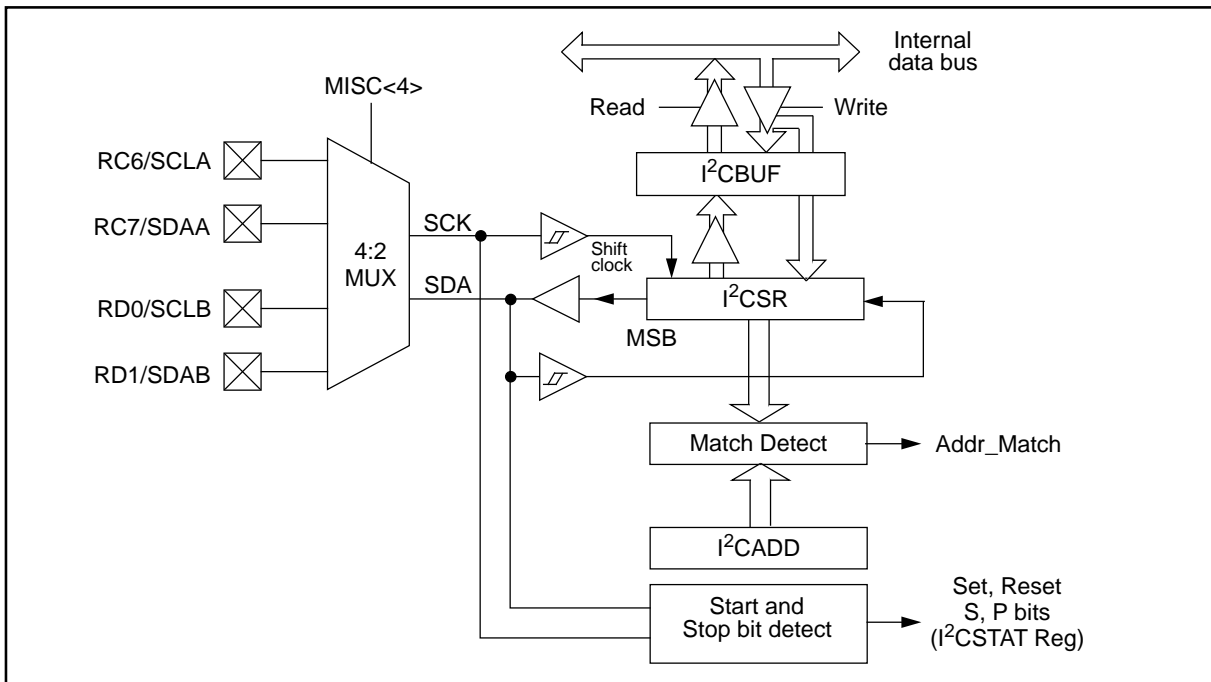 Internal
data bus
MISC<4>
Read
Write
RC6/SCLA
I²CBUF
RC7/SDAA
SCK
Shift
clock
4:2
MUX
SDA
I²CSR
RD0/SCLB
MSB
RD1/SDAB
Match Detect
Addr_Match
I²CADD
Start and
Stop bit detect
Set, Reset
S, P bits
(I²CSTAT Reg)